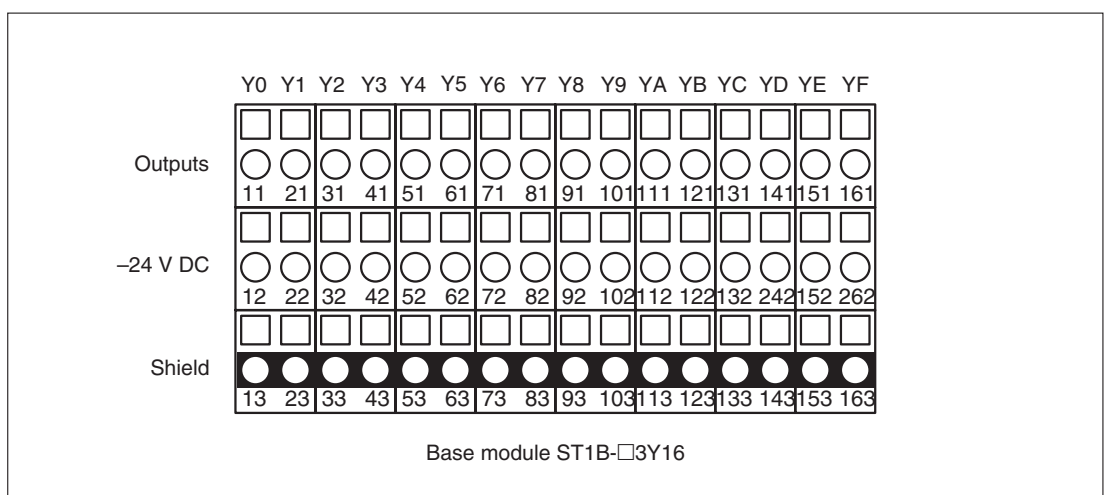 Y0 Y1 Y2 Y3 Y4 Y5 Y6 Y7 Y8 Y9 YA YB YC YD YE YF
Outputs
11 21 31 41 51 61 71 81 91 101 111 121 131 141 151 161
–24 V DC
12 22 32 42 52 62 72 82 92 102 112 122 132 242 152 262
Shield
13 23 33 43 53 63 73 83 93 103 113 123 133 143 153 163
Base module ST1B-□3Y16